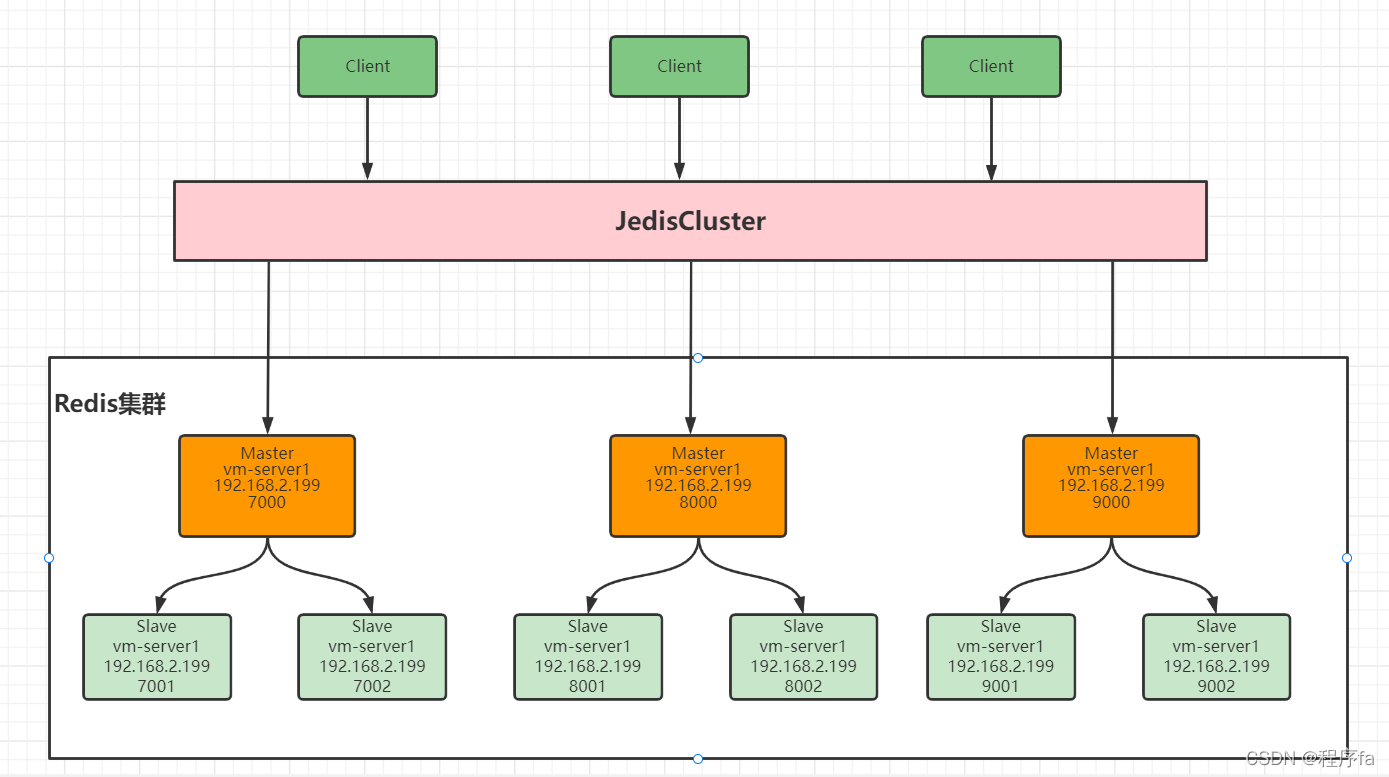 Client
Client
Client
JedisCluster
Redis集群
Master
vm-server1
192.168.2.199
7000
Master
vm-server1
192.168.2.199
8000
Master
vm-server1
192.168.2.199
9000
Slave
vm-server1
192.168.2.199
7001
Slave
vm-server1
192.168.2.199
7002
Slave
vm-server1
192.168.2.199
8001
Slave
vm-server1
192.168.2.199
8002
Slave
vm-server1
192.168.2.199
9001
Slave
vm-server1
192.168.2.199
9002
CSDN @程序fa